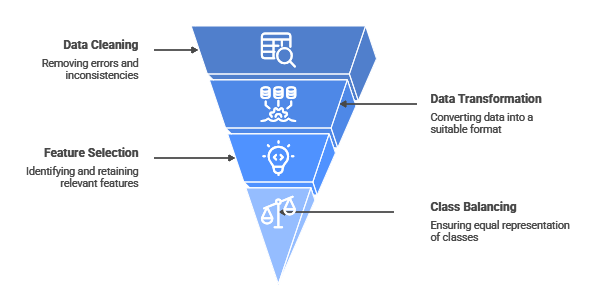 Data Cleaning
Removing errors and
inconsistencies
Data Transformation
Converting data into a
suitable format
Feature Selection
Identifying and retaining
relevant features
Class Balancing
Ensuring equal representation
of classes